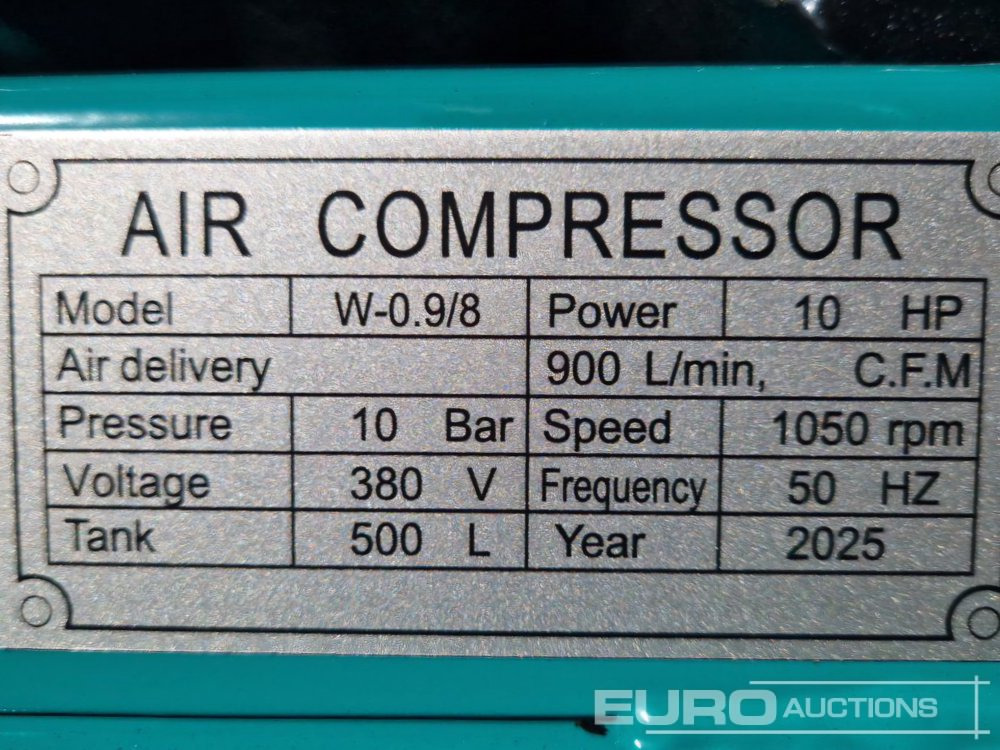 AIR COMPRESSOR
Model W-0.9/8 Power 10 HP
Air delivery 900 L/min, C.F.M
Pressure 10 Bar Speed 1050 rpm
Voltage 380 V Frequency 50 HZ
Tank 500 L Year 2025
EURO AUCTIONS